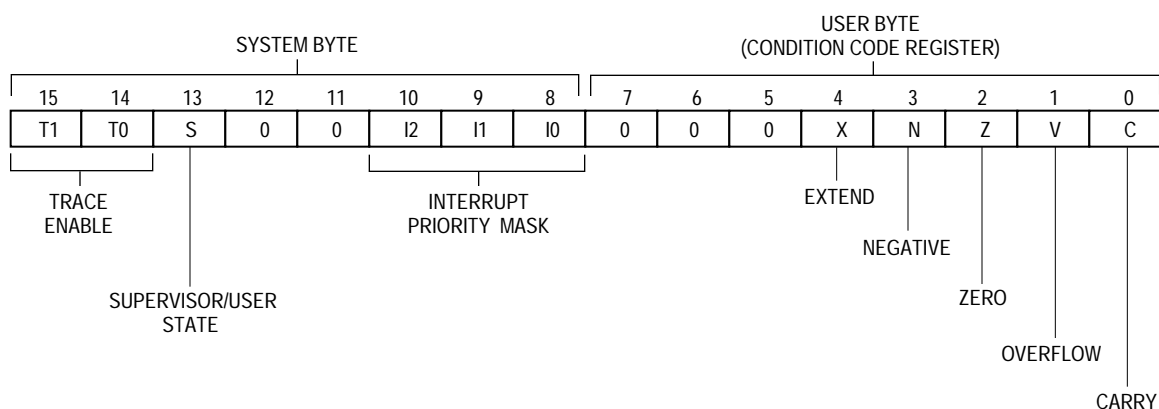 USER BYTE
SYSTEM BYTE (CONDITION CODE REGISTER)
15 14 13 12 11 10 9 8 7 6 5 4 3 2 1 0
T1 T0 S 0 0 I2 I1 I0 0 0 0 X N Z V C
TRACE INTERRUPT EXTEND
ENABLE PRIORITY MASK
NEGATIVE
SUPERVISOR/USER ZERO
STATE
OVERFLOW
CARRY